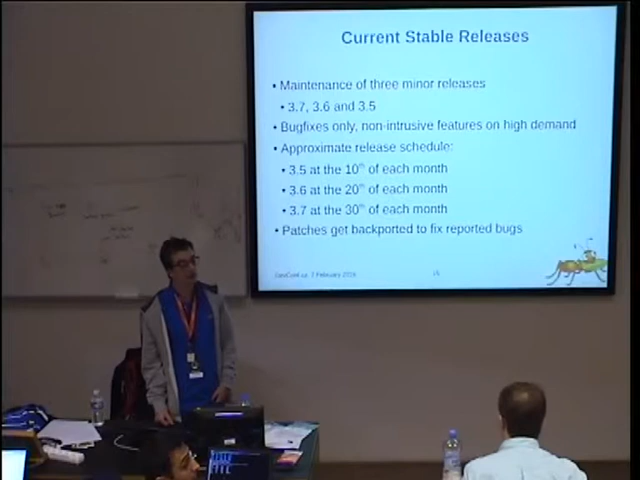 Current Stable Releases
• Maintenance of three minor releases
• 3.7, 3.6 and 3.5
• Bugfixes only, non-intrusive features on high demand
• Approximate release schedule:
• 3.5 at the 10th of each month
• 3.6 at the 20th of each month
• 3.7 at the 30th of each month
• Patches get backported to fix reported bugs
7 February 2016